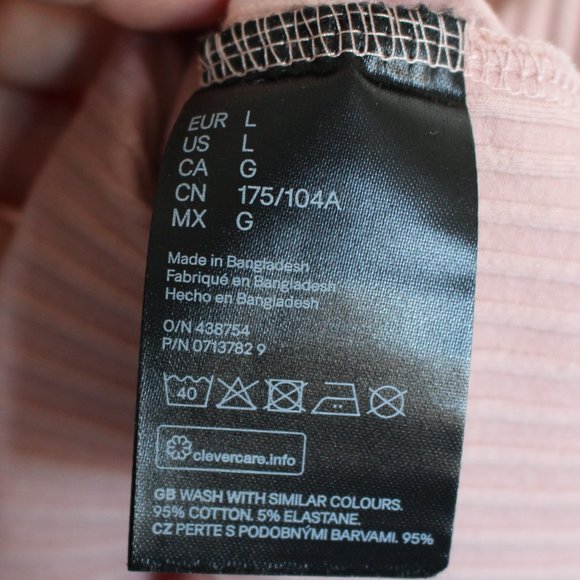 EUR L
US L
CA G
CN 175/104A
MX G
Made in Bangladesh
Fabriqué en Bangladesh
Hecho en Bangladesh
O/N 438754
P/N 0713782 9
40
clevercare.info
GB WASH WITH SIMILAR COLOURS.
95% COTTON. 5% ELASTANE.
CZ PERTE S PODOBNÝMI BARVAMI. 95%